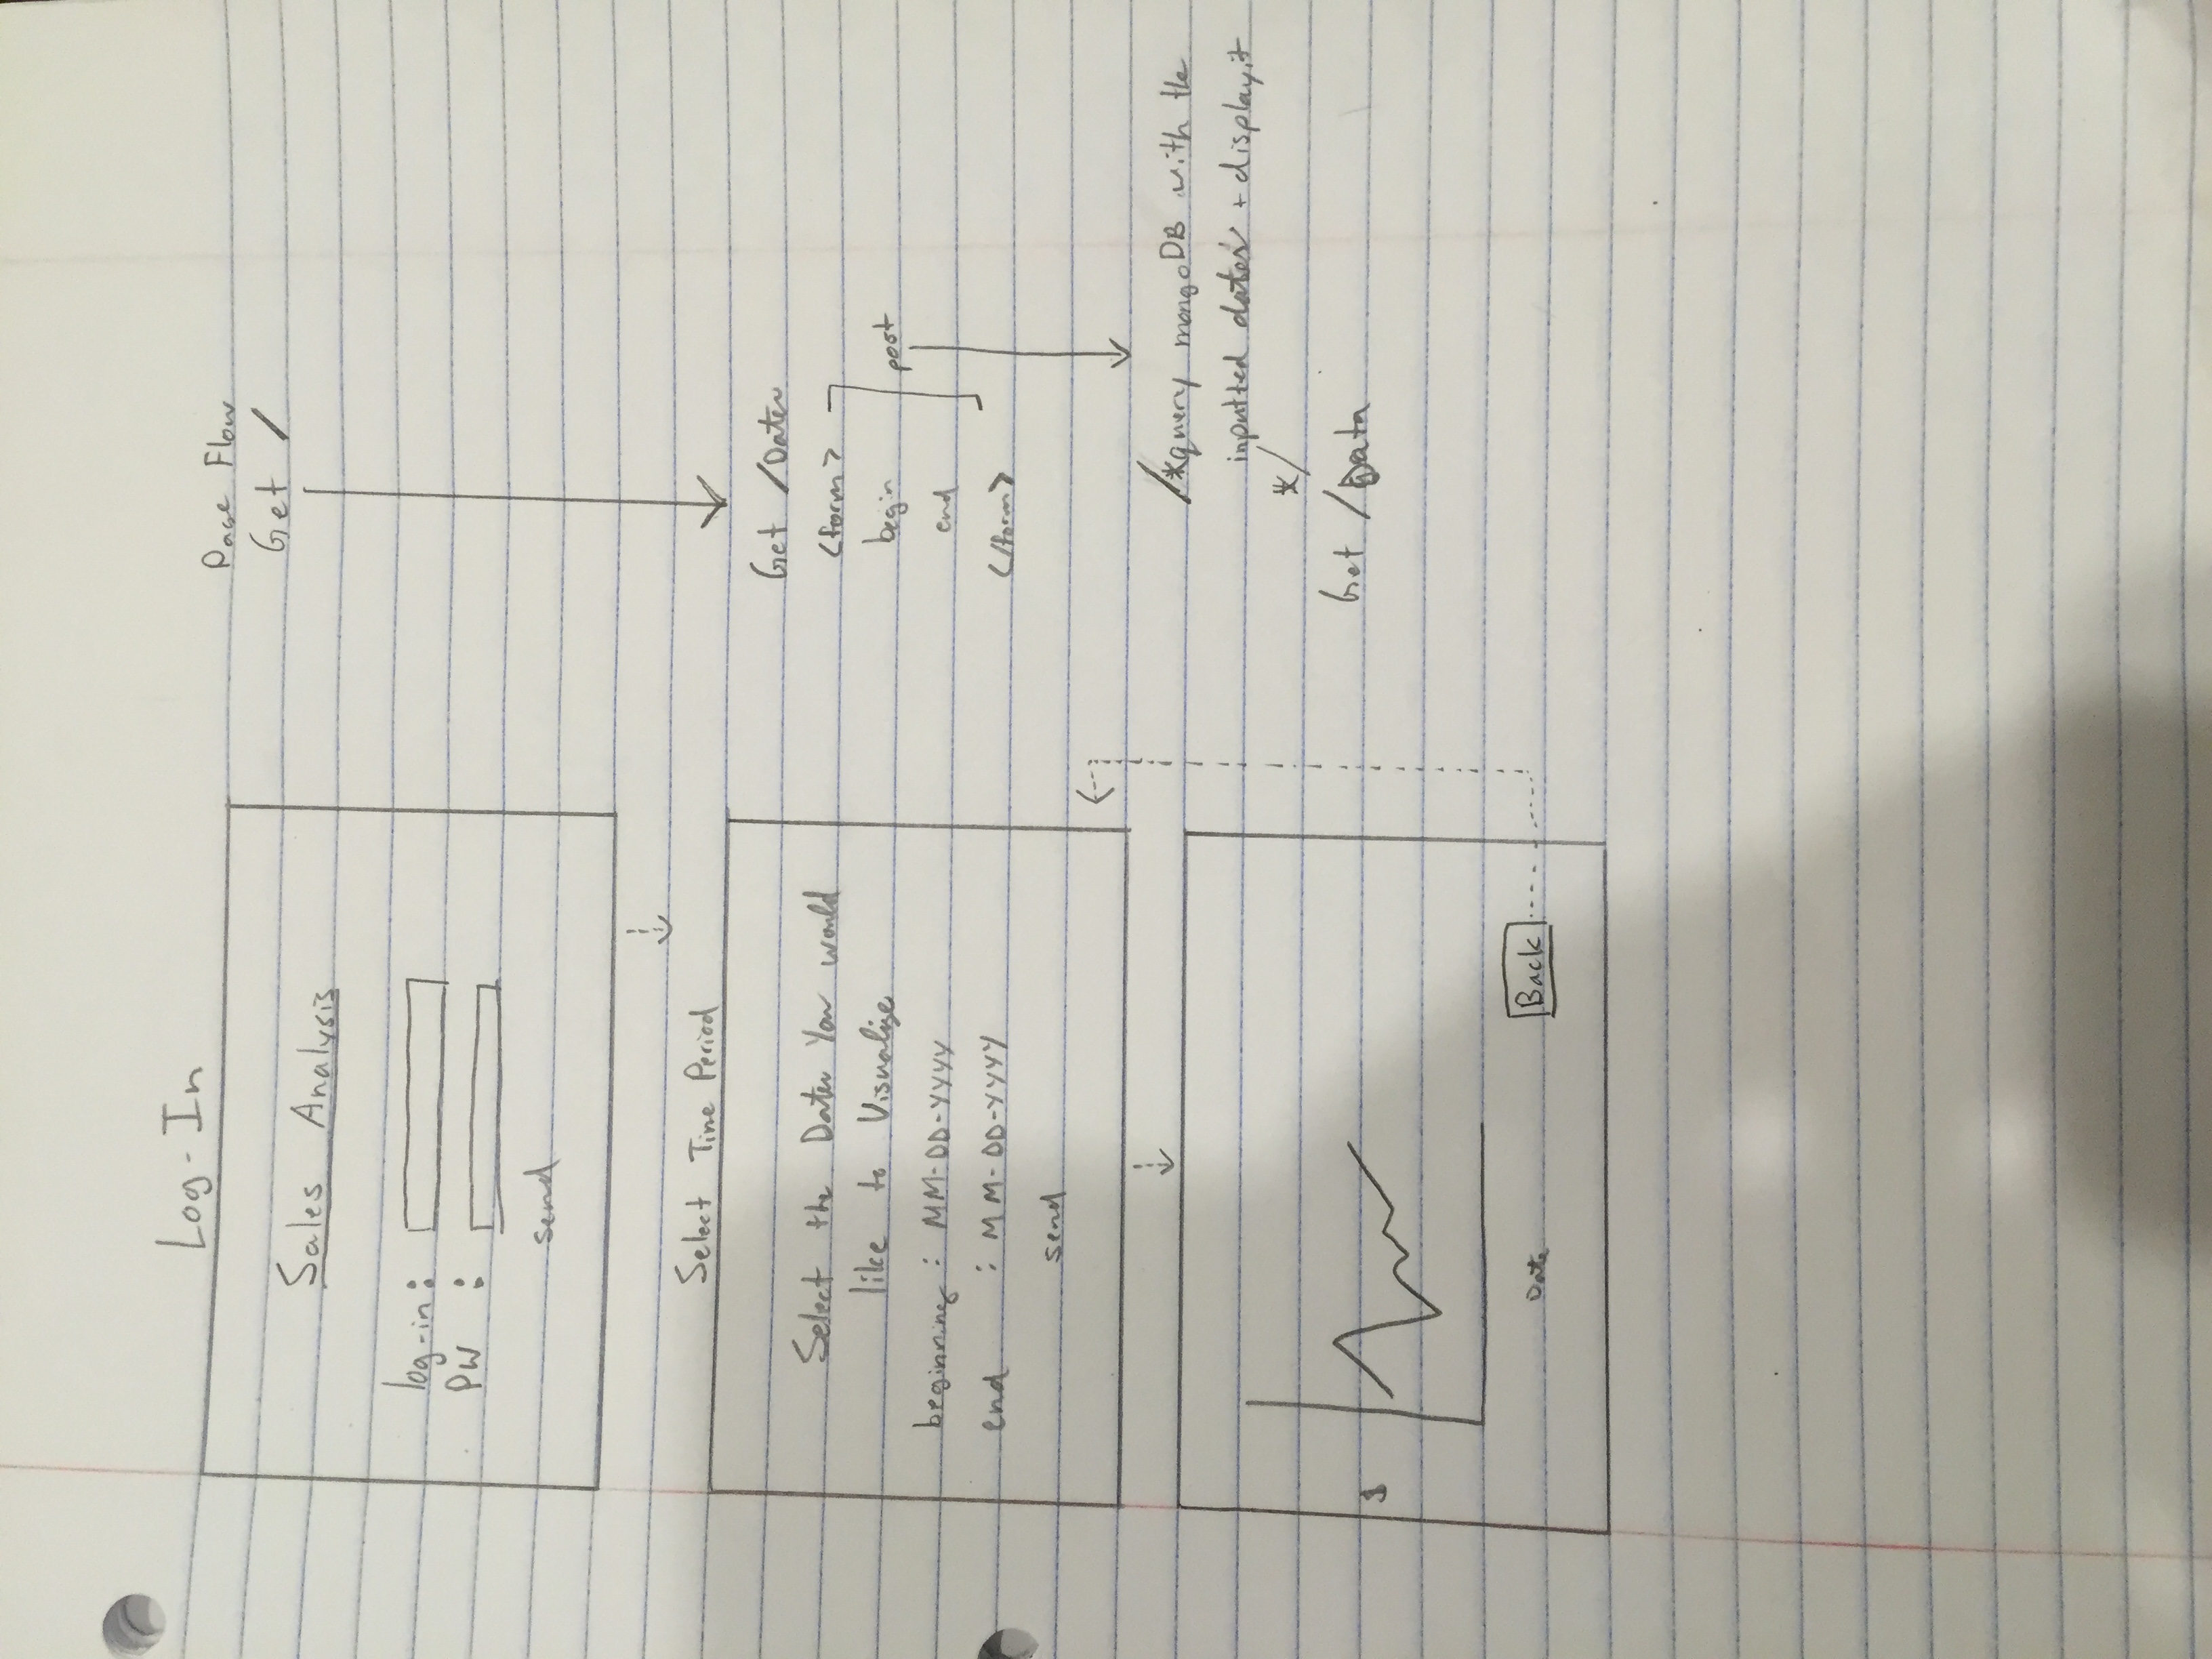 Log-In
Sales Analysis
log-in :
PW :
send
Select Time Period
Select the Dates You would
like to Visualize
beginning : MM-DD-YYYY
end : MM-DD-YYYY
send
$
Date
Back
Page Flow
Get /
Get /Dates
<form>
begin
end
</form>
post
/*query mongoDB with the
inputted dates + display it
*/
Get /Data